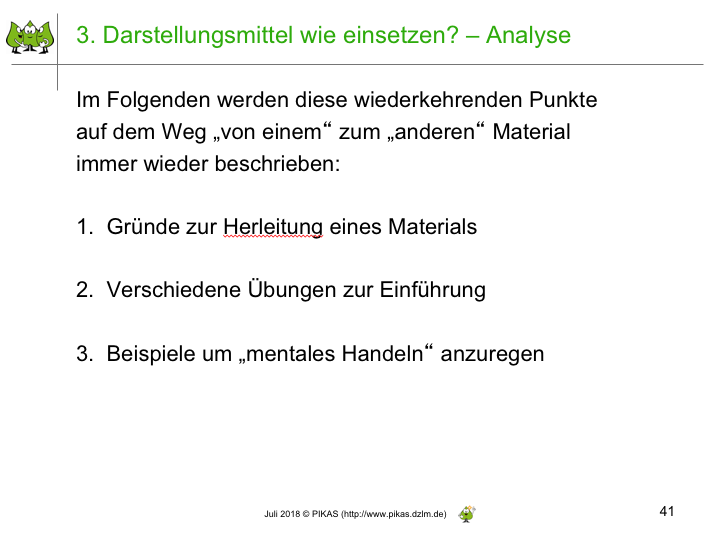 3. Darstellungsmittel wie einsetzen? – Analyse
Im Folgenden werden diese wiederkehrenden Punkte
auf dem Weg „von einem“ zum „anderen“ Material
immer wieder beschrieben:
1. Gründe zur Herleitung eines Materials
2. Verschiedene Übungen zur Einführung
3. Beispiele um „mentales Handeln“ anzuregen
Juli 2018 © PIKAS (http://www.pikas.dzlm.de)
41